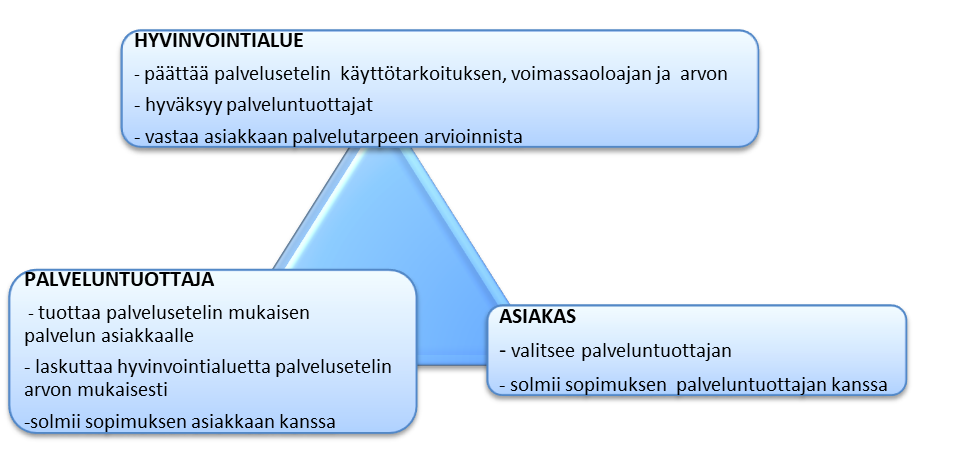 HYVINVOINTIALUE
- päättää palvelusetelin käyttötarkoituksen, voimassaoloajan ja arvon
- hyväksyy palveluntuottajat
- vastaa asiakkaan palvelutarpeen arvioinnista
PALVELUNTUOTTAJA
- tuottaa palvelusetelin mukaisen
palvelun asiakkaalle
- laskuttaa hyvinvointialuetta palvelusetelin
arvon mukaisesti
-solmii sopimuksen asiakkaan kanssa
ASIAKAS
- valitsee palveluntuottajan
- solmii sopimuksen palveluntuottajan kanssa